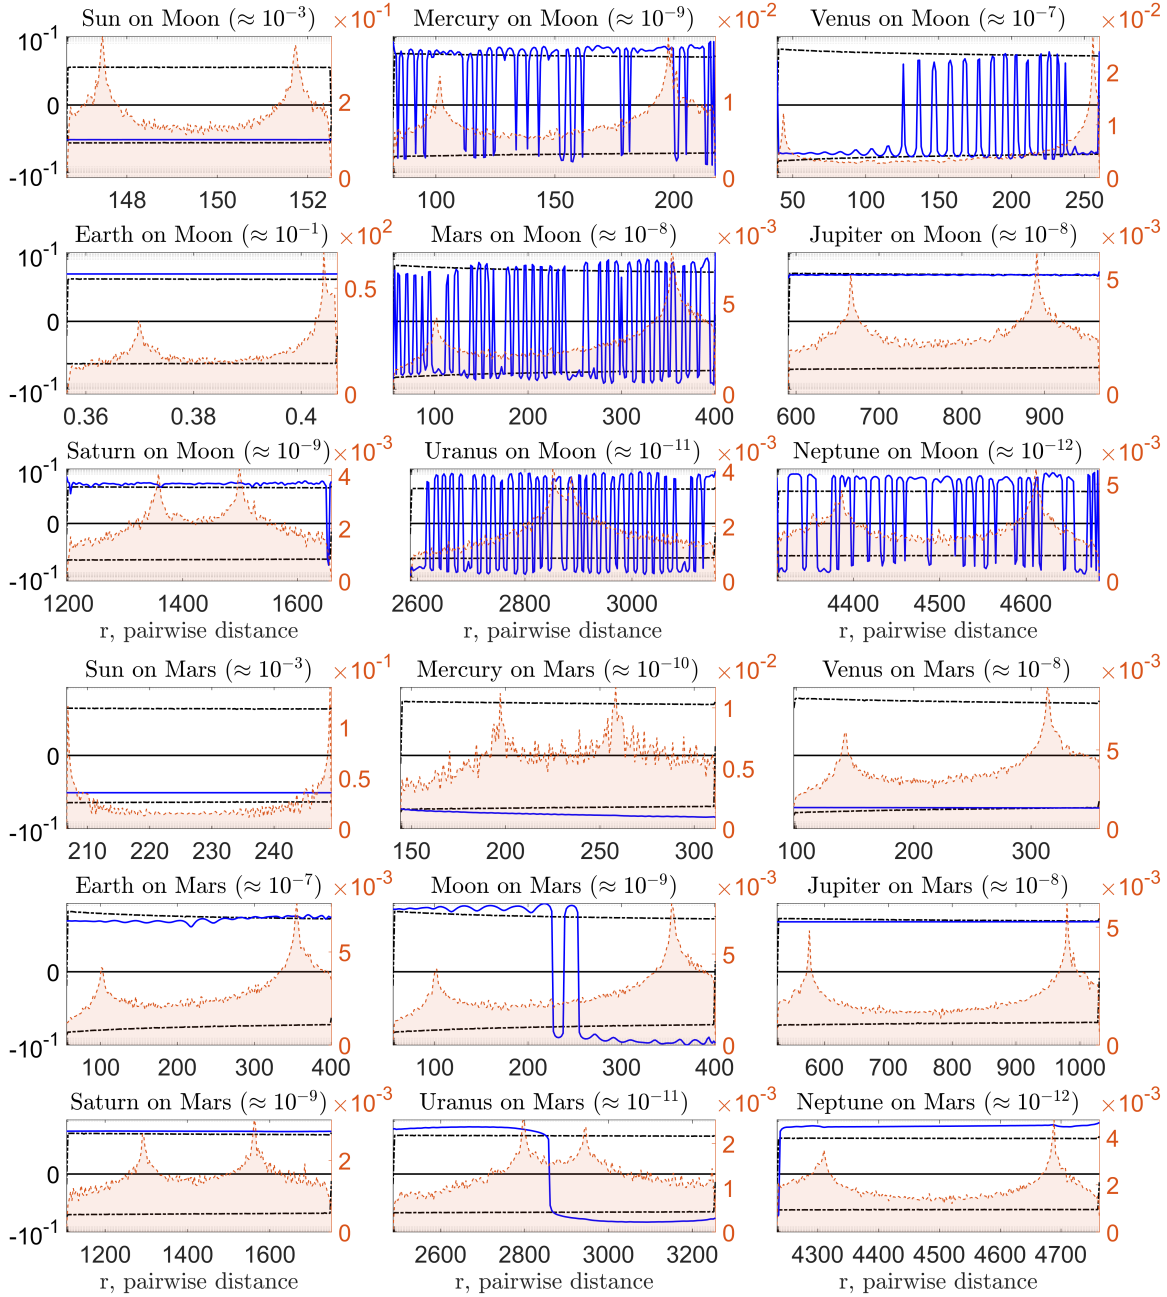 Sun on Moon (≈ 10⁻³) ×10⁻¹ Mercury on Moon (≈ 10⁻⁹) ×10⁻² Venus on Moon (≈ 10⁻⁷) ×10⁻²
10⁻¹ 0 -10⁻¹ 2 0 1 0 2 1 0
148 150 152 100 150 200 50 100 150 200 250
Earth on Moon (≈ 10⁻¹) ×10² Mars on Moon (≈ 10⁻⁸) ×10⁻³ Jupiter on Moon (≈ 10⁻⁸) ×10⁻³
10⁻¹ 0 -10⁻¹ 0.5 0 5 0 5 0
0.36 0.38 0.4 100 200 300 400 600 700 800 900
Saturn on Moon (≈ 10⁻⁹) ×10⁻³ Uranus on Moon (≈ 10⁻¹¹) ×10⁻³ Neptune on Moon (≈ 10⁻¹²) ×10⁻³
10⁻¹ 0 -10⁻¹ 4 2 0 4 2 0 5 0
1200 1400 1600 2600 2800 3000 4400 4500 4600
r, pairwise distance r, pairwise distance r, pairwise distance
Sun on Mars (≈ 10⁻³) ×10⁻¹ Mercury on Mars (≈ 10⁻¹⁰) ×10⁻² Venus on Mars (≈ 10⁻⁸) ×10⁻³
0 -10⁻¹ 1 0.5 0 1 0.5 0 5 0
210 220 230 240 150 200 250 300 100 200 300
Earth on Mars (≈ 10⁻⁷) ×10⁻³ Moon on Mars (≈ 10⁻⁹) ×10⁻³ Jupiter on Mars (≈ 10⁻⁸) ×10⁻³
0 -10⁻¹ 5 0 5 0 5 0
100 200 300 400 100 200 300 400 600 700 800 900 1000
Saturn on Mars (≈ 10⁻⁹) ×10⁻³ Uranus on Mars (≈ 10⁻¹¹) ×10⁻³ Neptune on Mars (≈ 10⁻¹²) ×10⁻³
0 -10⁻¹ 2 0 2 1 0 4 2 0
1200 1400 1600 2600 2800 3000 3200 4300 4400 4500 4600 4700
r, pairwise distance r, pairwise distance r, pairwise distance